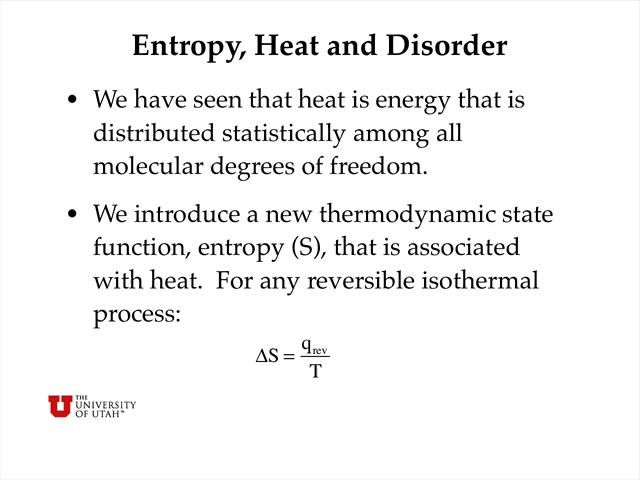 Entropy, Heat and Disorder
• We have seen that heat is energy that is
distributed statistically among all
molecular degrees of freedom.
• We introduce a new thermodynamic state
function, entropy (S), that is associated
with heat. For any reversible isothermal
process:
ΔS = q_rev / T
U THE
UNIVERSITY
OF UTAH™